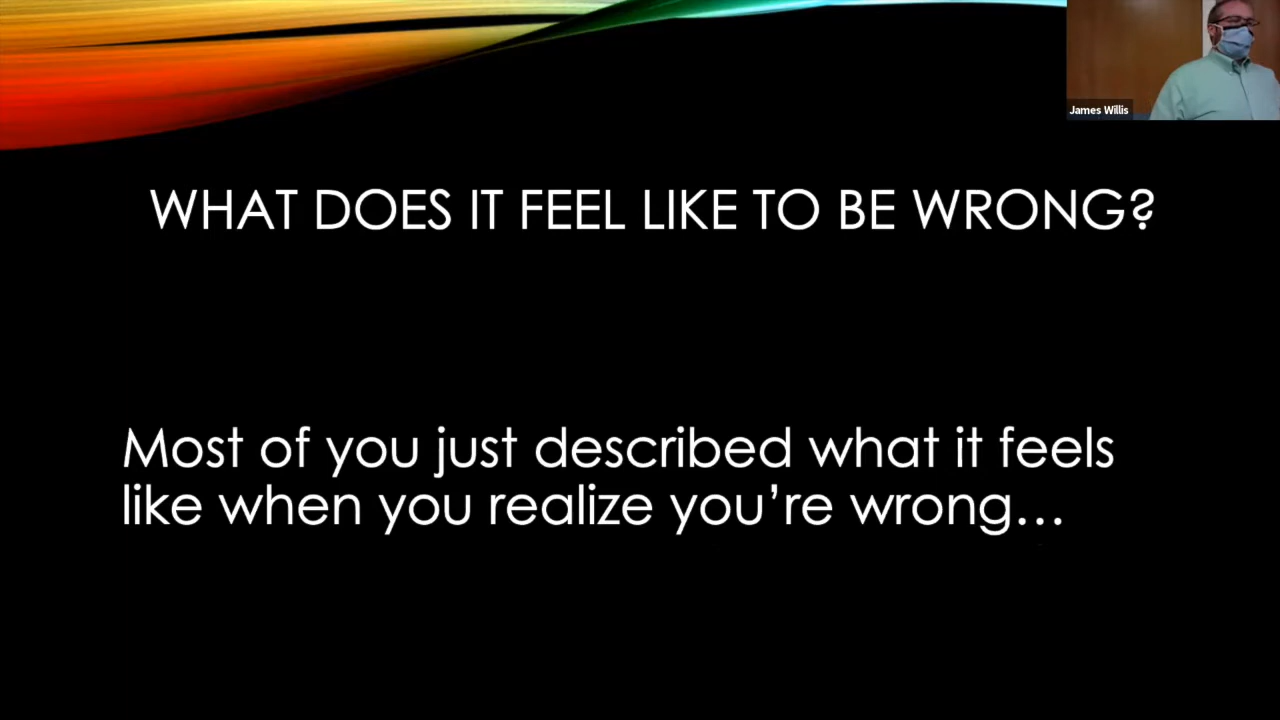 James Willis
WHAT DOES IT FEEL LIKE TO BE WRONG?
Most of you just described what it feels
like when you realize you’re wrong…